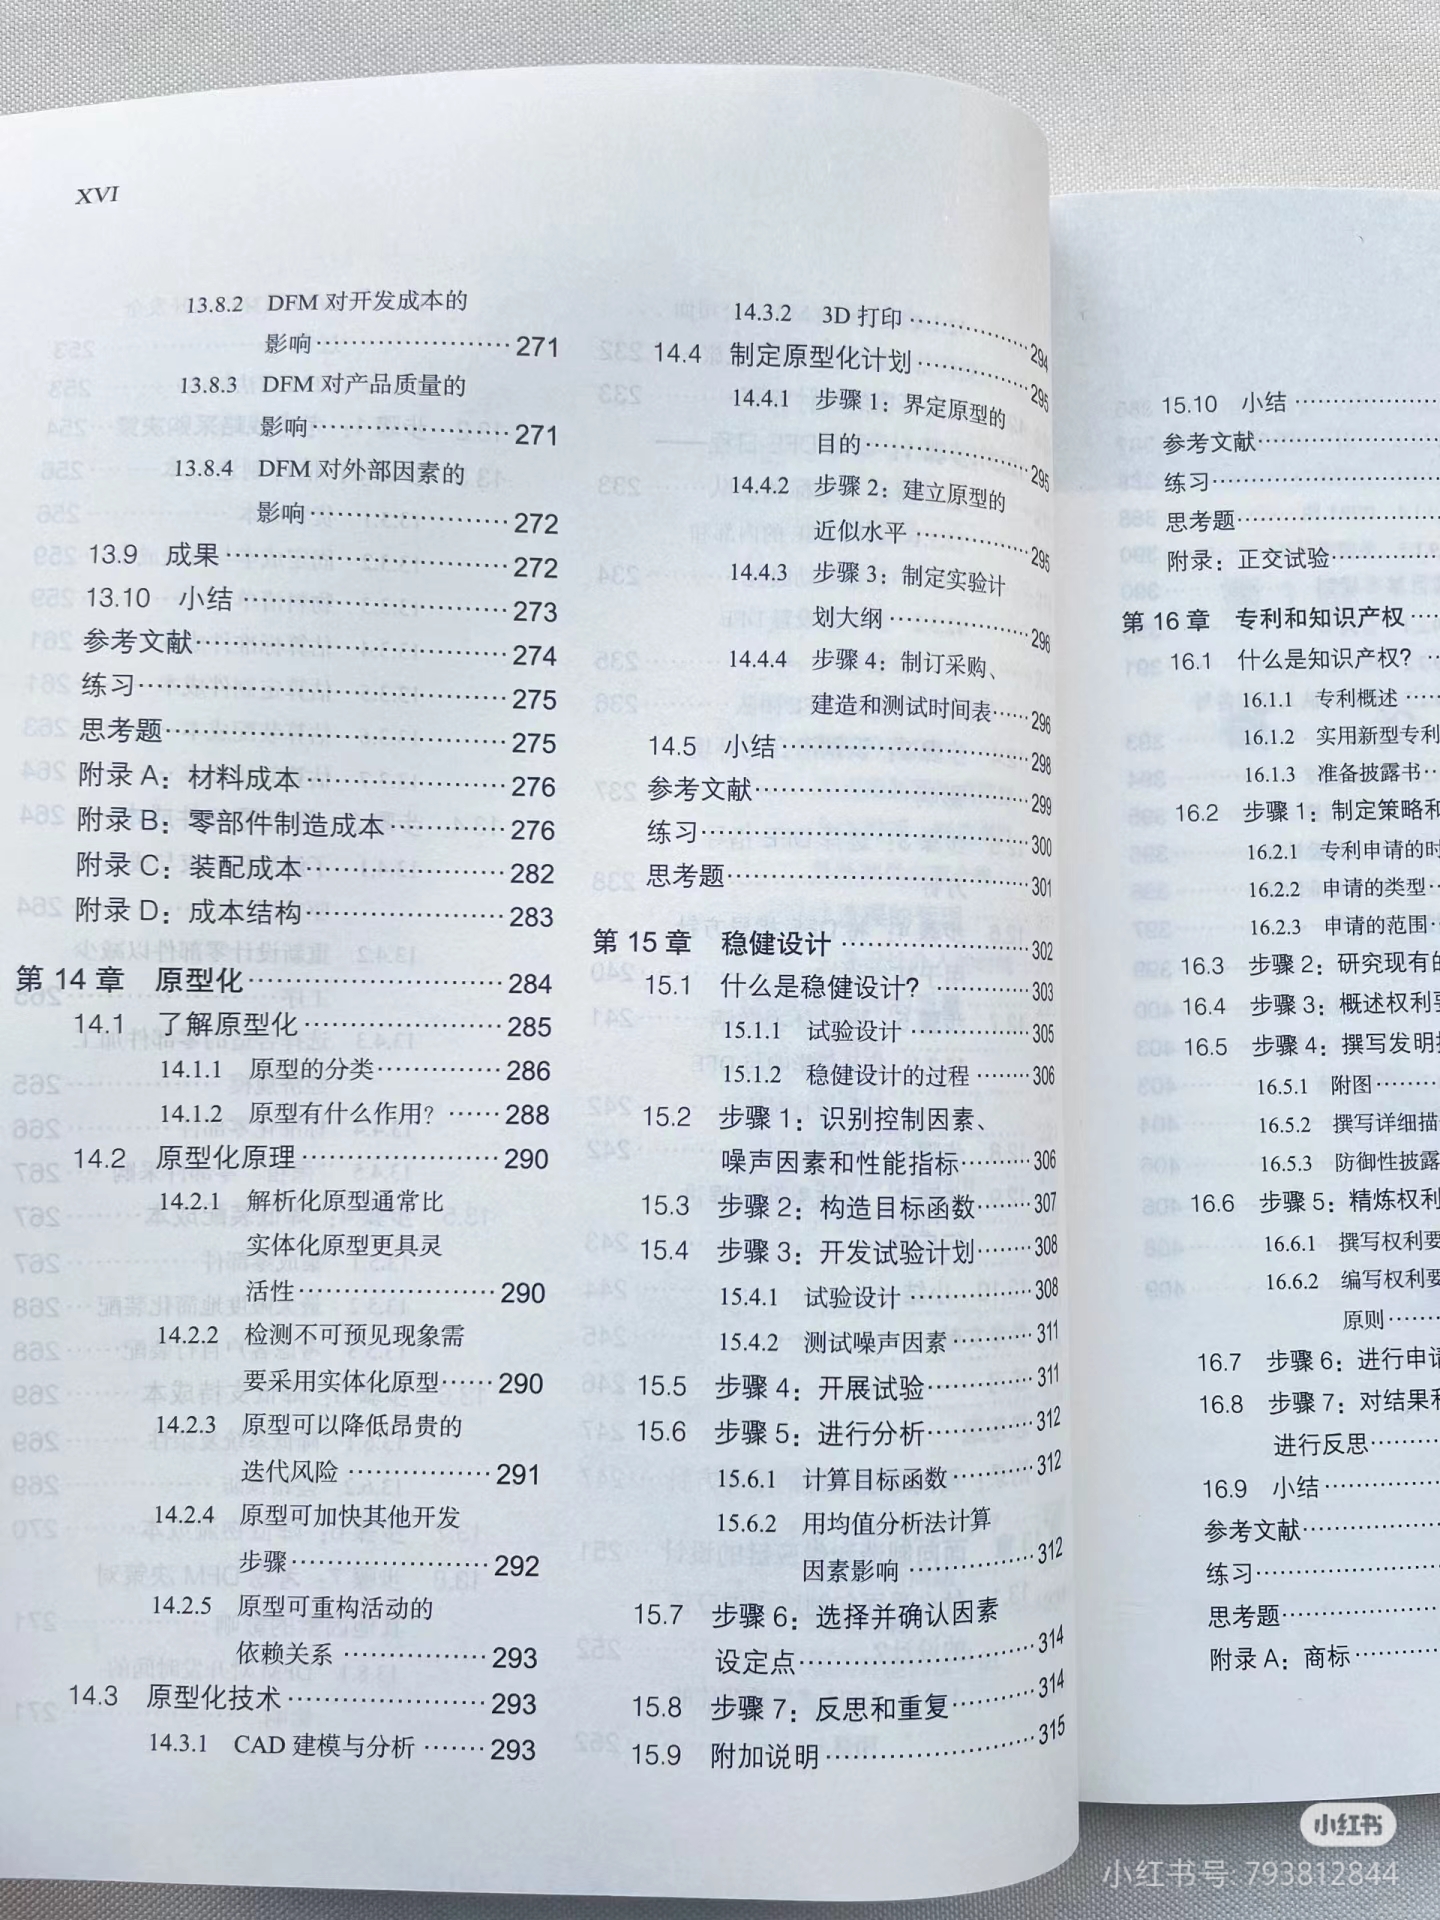 XVI
13.8.2 DFM 对开发成本的
影响…………………271
13.8.3 DFM 对产品质量的
影响…………………271
13.8.4 DFM 对外部因素的
影响…………………272
13.9 成果…………………272
13.10 小结…………………273
参考文献…………………274
练习…………………275
思考题…………………275
附录 A：材料成本…………………276
附录 B：零部件制造成本…………276
附录 C：装配成本…………………282
附录 D：成本结构…………………283
第 14 章 原型化…………………284
14.1 了解原型化…………………285
14.1.1 原型的分类…………286
14.1.2 原型有什么作用？……288
14.2 原型化原理…………………290
14.2.1 解析化原型通常比
实体化原型更具灵
活性…………………290
14.2.2 检测不可预见现象需
要采用实体化原型……290
14.2.3 原型可以降低昂贵的
迭代风险……………291
14.2.4 原型可加快其他开发
步骤…………………292
14.2.5 原型可重构活动的
依赖关系……………293
14.3 原型化技术…………………293
14.3.1 CAD 建模与分析……293
14.3.2 3D 打印……………294
14.4 制定原型化计划……………295
14.4.1 步骤 1：界定原型的
目的…………………295
14.4.2 步骤 2：建立原型的
近似水平……………295
14.4.3 步骤 3：制定实验计
划大纲………………296
14.4.4 步骤 4：制订采购、
建造和测试时间表……296
14.5 小结…………………298
参考文献…………………299
练习…………………300
思考题…………………301
第 15 章 稳健设计…………………302
15.1 什么是稳健设计？…………303
15.1.1 试验设计……………305
15.1.2 稳健设计的过程……306
15.2 步骤 1：识别控制因素、
噪声因素和性能指标………306
15.3 步骤 2：构造目标函数……307
15.4 步骤 3：开发试验计划……308
15.4.1 试验设计……………308
15.4.2 测试噪声因素………311
15.5 步骤 4：开展试验…………311
15.6 步骤 5：进行分析…………312
15.6.1 计算目标函数………312
15.6.2 用均值分析法计算
因素影响……………312
15.7 步骤 6：选择并确认因素
设定点…………………314
15.8 步骤 7：反思和重复………314
15.9 附加说明…………………315
15.10 小结…………
参考文献…………
练习…………
思考题…………
附录：正文试验…………
第 16 章 专利和知识产权…
16.1 什么是知识产权？…
16.1.1 专利概述…
16.1.2 实用新型专利
16.1.3 准备披露书…
16.2 步骤 1：制定策略和
16.2.1 专利申请的时
16.2.2 申请的类型…
16.2.3 申请的范围…
16.3 步骤 2：研究现有的
16.4 步骤 3：概述权利要
16.5 步骤 4：撰写发明
16.5.1 附图…………
16.5.2 撰写详细描
16.5.3 防御性披露
16.6 步骤 5：精炼权利
16.6.1 撰写权利要
16.6.2 编写权利要
原则…………
16.7 步骤 6：进行申请
16.8 步骤 7：对结果和
进行反思…………
16.9 小结…………
参考文献…………
练习…………
思考题…………
附录 A：商标…………
小红书
小红书号: 793812844